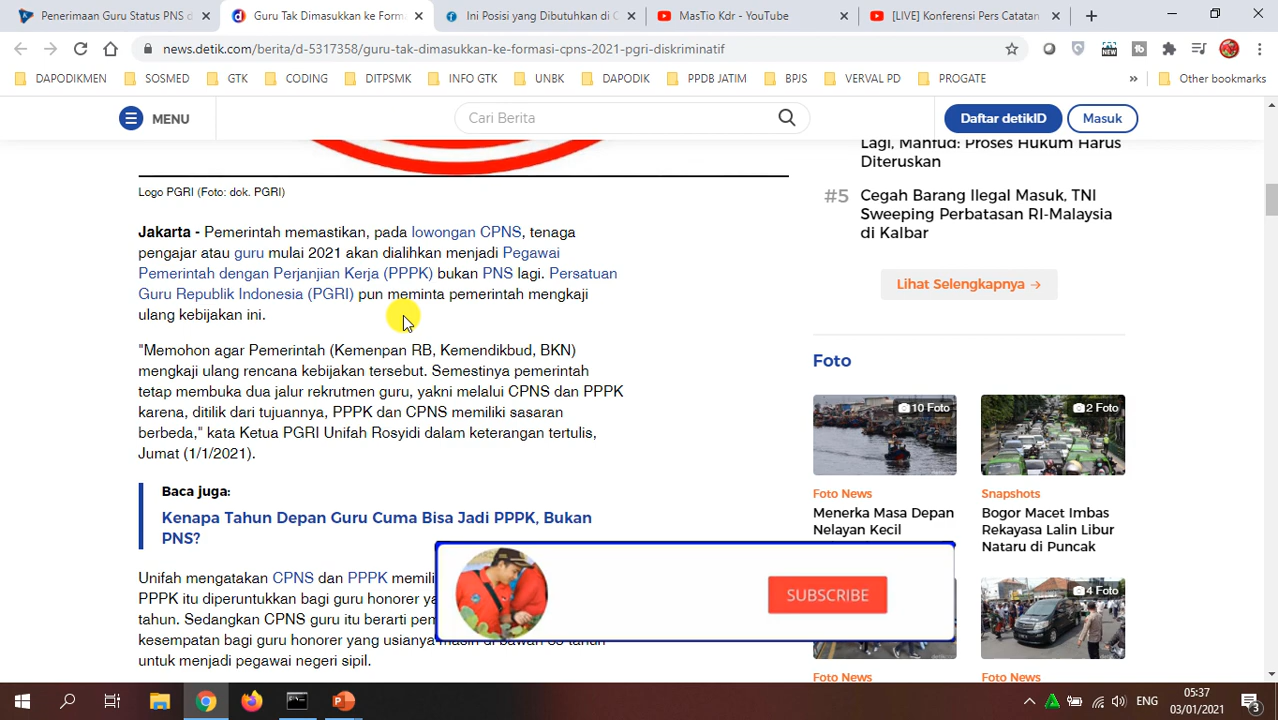 Penerimaan Guru Status PNS d
Guru Tak Dimasukkan ke Forma
Ini Posisi yang Dibutuhkan di C
MasTio Kdr - YouTube
[LIVE] Konferensi Pers Catatan
news.detik.com/berita/d-5317358/guru-tak-dimasukkan-ke-formasi-cpns-2021-pgri-diskriminatif
DAPODIKMEN
SOSMED
GTK
CODING
DITPSMK
INFO GTK
UNBK
DAPODIK
PPDB JATIM
BPJS
VERVAL PD
PROGATE
»
Other bookmarks
MENU
Cari Berita
Daftar detikID
Masuk
Logo PGRI (Foto: dok. PGRI)
Jakarta - Pemerintah memastikan, pada lowongan CPNS, tenaga
pengajar atau guru mulai 2021 akan dialihkan menjadi Pegawai
Pemerintah dengan Perjanjian Kerja (PPPK) bukan PNS lagi. Persatuan
Guru Republik Indonesia (PGRI) pun meminta pemerintah mengkaji
ulang kebijakan ini.
"Memohon agar Pemerintah (Kemenpan RB, Kemendikbud, BKN)
mengkaji ulang rencana kebijakan tersebut. Semestinya pemerintah
tetap membuka dua jalur rekrutmen guru, yakni melalui CPNS dan PPPK
karena, ditilik dari tujuannya, PPPK dan CPNS memiliki sasaran
berbeda," kata Ketua PGRI Unifah Rosyidi dalam keterangan tertulis,
Jumat (1/1/2021).
Baca juga:
Kenapa Tahun Depan Guru Cuma Bisa Jadi PPPK, Bukan
PNS?
Unifah mengatakan CPNS dan PPPK memili
PPPK itu diperuntukkan bagi guru honorer ya
tahun. Sedangkan CPNS guru itu berarti pem
kesempatan bagi guru honorer yang usianya
untuk menjadi pegawai negeri sipil.
SUBSCRIBE
Lagi, Mahfud: Proses Hukum Harus
Diteruskan
#5 Cegah Barang Ilegal Masuk, TNI
Sweeping Perbatasan RI-Malaysia
di Kalbar
Lihat Selengkapnya →
Foto
10 Foto
2 Foto
Foto News
Menerka Masa Depan
Nelayan Kecil
Snapshots
Bogor Macet Imbas
Rekayasa Lalin Libur
Nataru di Puncak
4 Foto
Foto News
Foto News
ENG
05:37
03/01/2021
3